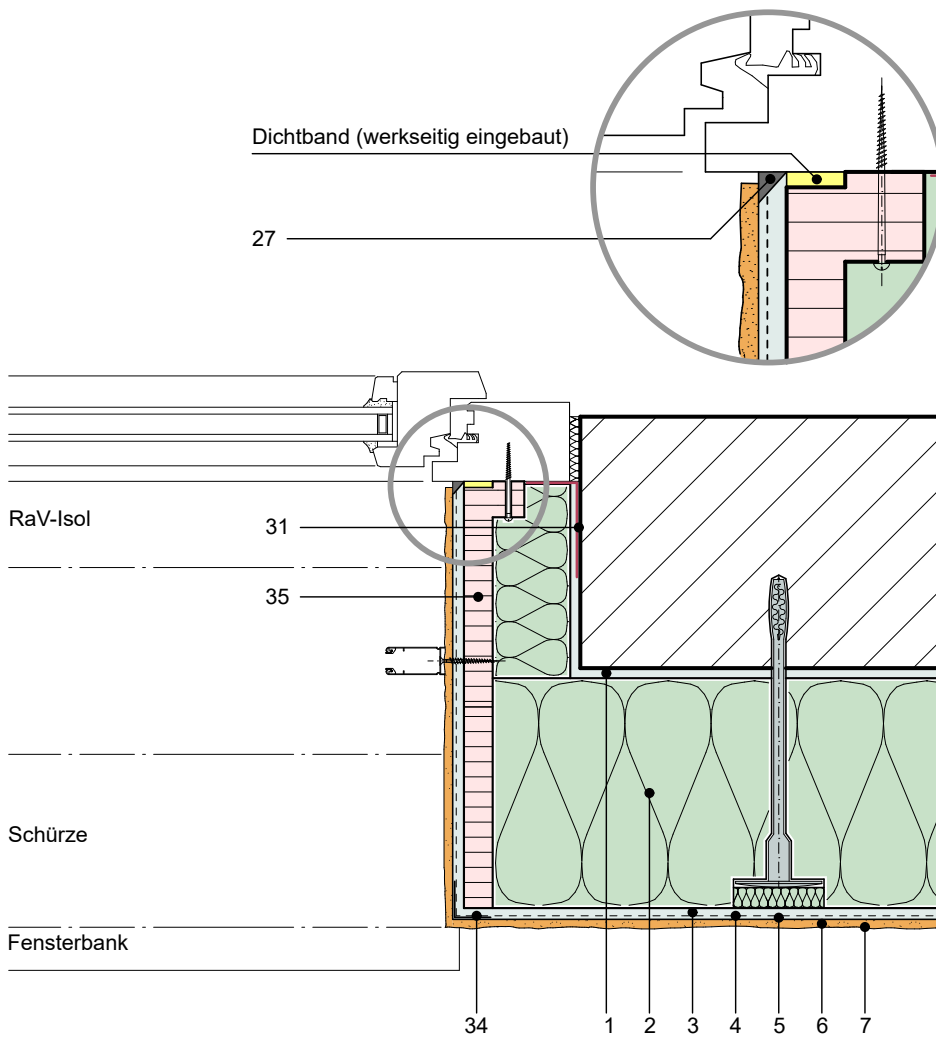 Dichtband (werkseitig eingebaut)
27
RaV-Isol
31
35
Schürze
Fensterbank
34 1 2 3 4 5 6 7